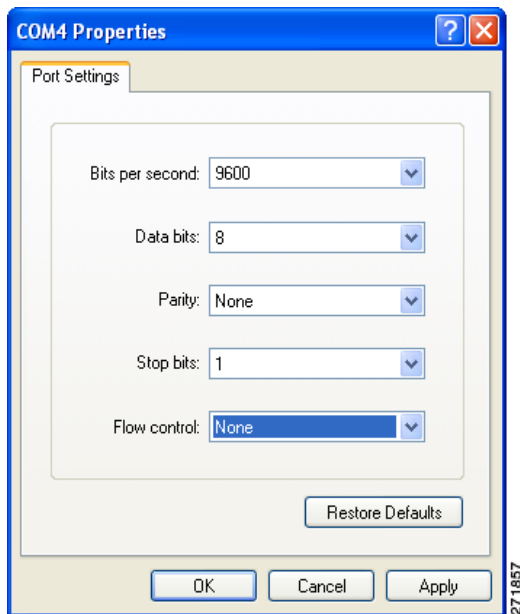 COM4 Properties
Port Settings
Bits per second: 9600
Data bits: 8
Parity: None
Stop bits: 1
Flow control: None
Restore Defaults
OK Cancel Apply
271857